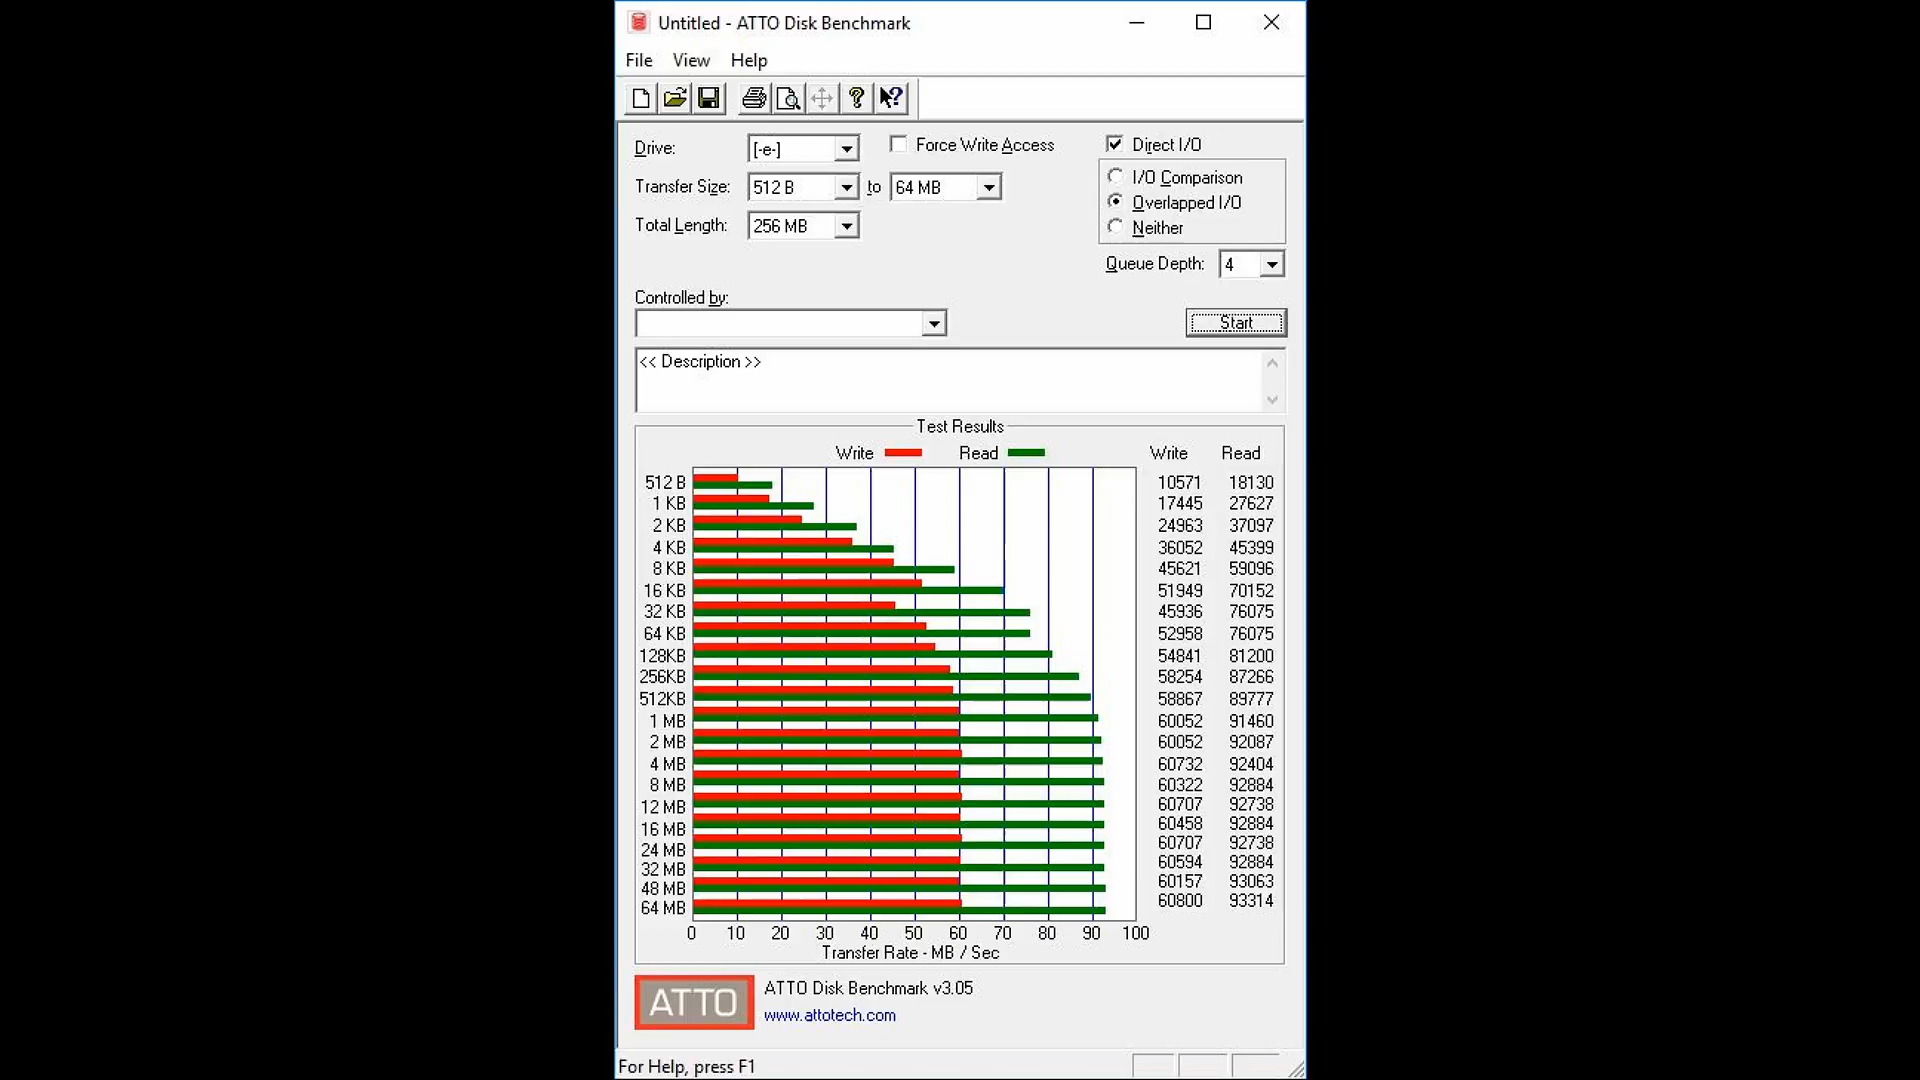 Untitled - ATTO Disk Benchmark
File View Help
Drive: [-e-] Force Write Access Direct I/O
Transfer Size: 512 B to 64 MB I/O Comparison
Overlapped I/O
Total Length: 256 MB Neither
Queue Depth: 4
Controlled by:
Start
<< Description >>
Test Results
Write Read Write Read
512 B 10571 18130
1 KB 17445 27627
2 KB 24963 37097
4 KB 36052 45399
8 KB 45621 59096
16 KB 51949 70152
32 KB 45936 76075
64 KB 52958 76075
128KB 54841 81200
256KB 58254 87266
512KB 58867 89777
1 MB 60052 91460
2 MB 60052 92087
4 MB 60732 92404
8 MB 60322 92884
12 MB 60707 92738
16 MB 60458 92884
24 MB 60707 92738
32 MB 60594 92884
48 MB 60157 93063
64 MB 60800 93314
0 10 20 30 40 50 60 70 80 90 100
Transfer Rate - MB / Sec
ATTO
ATTO Disk Benchmark v3.05
www.attotech.com
For Help, press F1